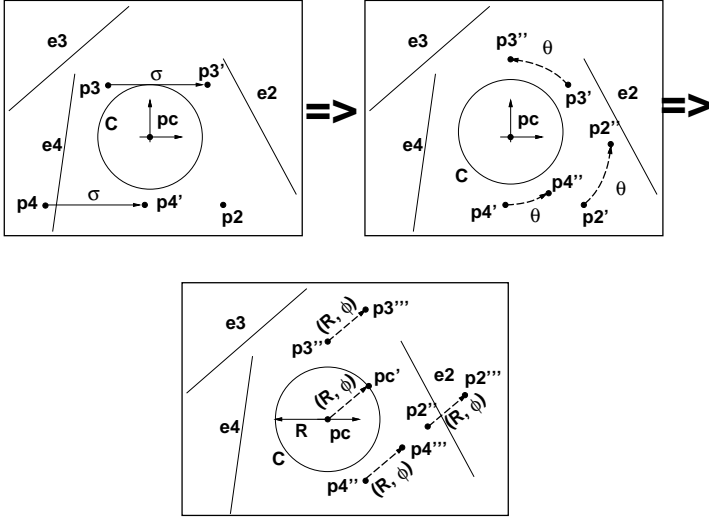 e3
p3 σ p3'
e2
C pc
e4
p4 σ p4' p2
=>
e3
p3'' θ
p3' e2
pc
e4 p2''
C p4''
p4' θ p2' θ
=>
e3
(R, ϕ) p3'''
p3''
(R, ϕ) pc' e2 p2'''
e4 R pc p2'' (R, ϕ)
C p4'''
p4'' (R, ϕ)